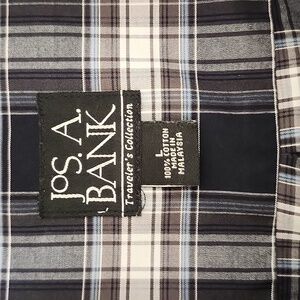 JOS. A.
BANK
Traveler's Collection
L
100% COTTON
MADE IN
MALAYSIA